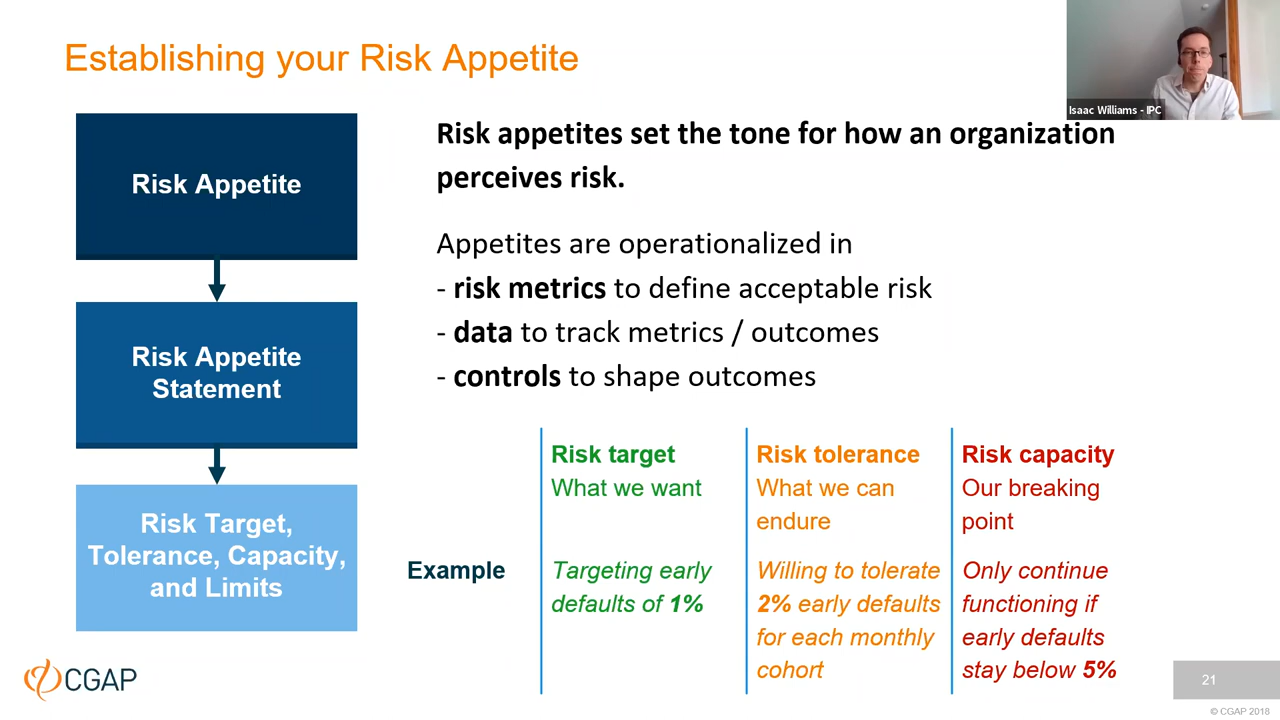 Establishing your Risk Appetite
Isaac Williams - IPC
Risk Appetite
Risk Appetite
Statement
Risk Target,
Tolerance, Capacity,
and Limits
Risk appetites set the tone for how an organization
perceives risk.
Appetites are operationalized in
- risk metrics to define acceptable risk
- data to track metrics / outcomes
- controls to shape outcomes
Risk target
What we want
Risk tolerance
What we can
endure
Risk capacity
Our breaking
point
Example
Targeting early
defaults of 1%
Willing to tolerate
2% early defaults
for each monthly
cohort
Only continue
functioning if
early defaults
stay below 5%
CGAP
21
© CGAP 2018